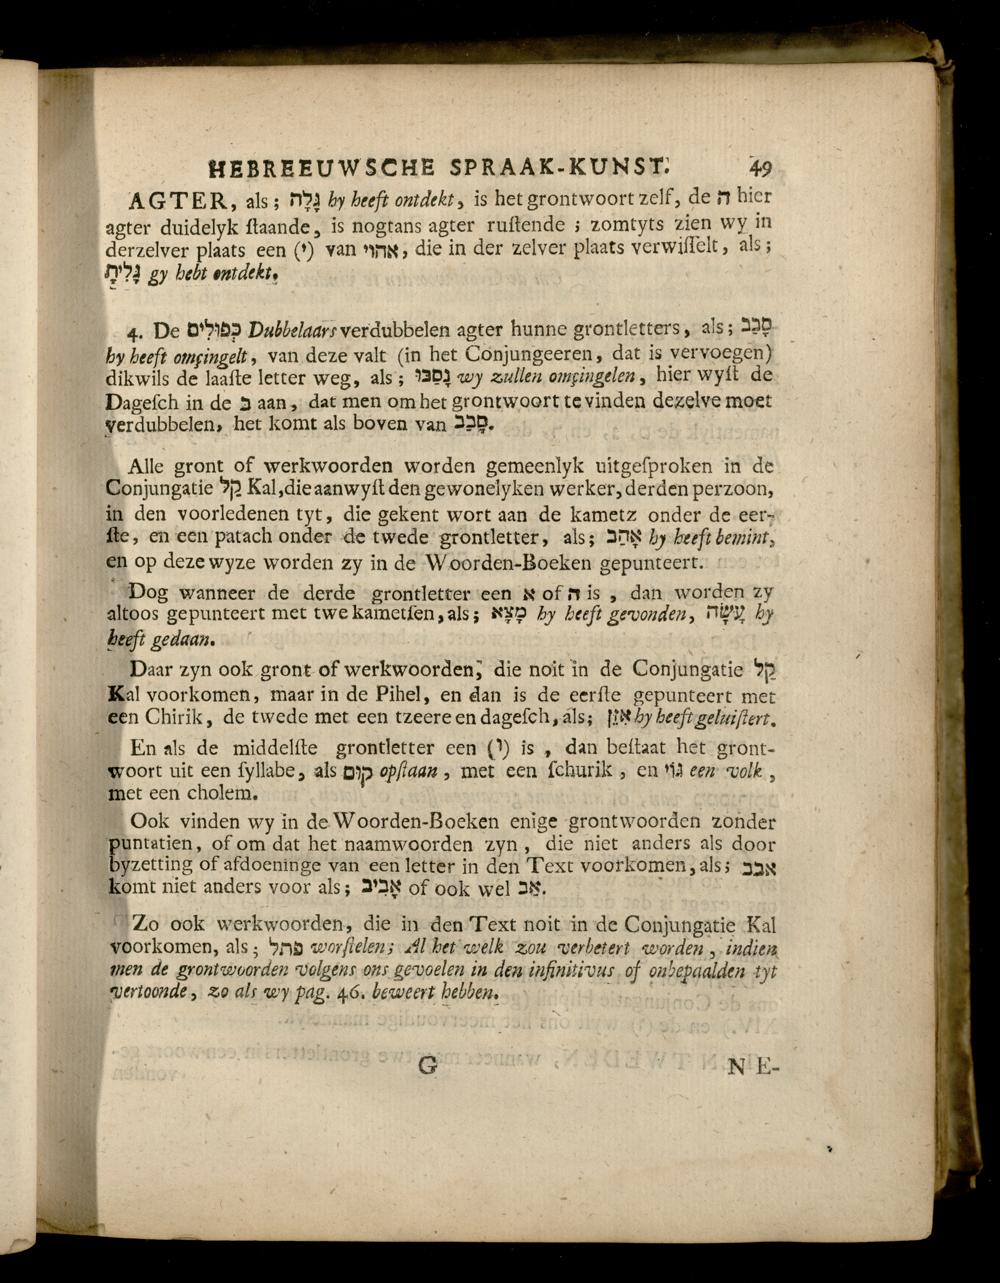 HEBREEUWSCHE SPRAAK-KUNST. 49
AGTER, als; גָּלָה hy heeft ontdekt, is het grontwoort zelf, de ה hier
agter duidelyk ſtaande, is nogtans agter ruſtende ; zomtyts zien wy in
derzelver plaats een (י) van אהוי, die in der zelver plaats verwiſſelt, als;
גָּלִיתָ gy hebt ontdekt.
4. De כְּפוּלִים Dubbelaars verdubbelen agter hunne grontletters, als; סָבַב
hy heeft omçingelt, van deze valt (in het Conjungeeren, dat is vervoegen)
dikwils de laaſte letter weg, als; נָסֹבּוּ wy zullen omçingelen, hier wyſt de
Dageſch in de בּ aan, dat men om het grontwoort te vinden dezelve moet
verdubbelen, het komt als boven van סָבַב.
Alle gront of werkwoorden worden gemeenlyk uitgeſproken in de
Conjungatie קַל Kal, die aanwyſt den gewonelyken werker, derden perzoon,
in den voorledenen tyt, die gekent wort aan de kametz onder de eer-
ſte, en een patach onder de twede grontletter, als; אָהַב hy heeft bemint,
en op deze wyze worden zy in de Woorden-Boeken gepunteert.
Dog wanneer de derde grontletter een א of ה is , dan worden zy
altoos gepunteert met twe kametſen, als; מָצָא hy heeft gevonden, עָשָׂה hy
heeft gedaan.
Daar zyn ook gront of werkwoorden, die noit in de Conjungatie קַל
Kal voorkomen, maar in de Pihel, en dan is de eerſte gepunteert met
een Chirik, de twede met een tzeere en dageſch, als; אִזֵּן hy heeft geluiſtert.
En als de middelſte grontletter een (ו) is , dan beſtaat het gront-
woort uit een ſyllabe, als קוּם opſtaan , met een ſchurik , en גּוֹי een volk ,
met een cholem.
Ook vinden wy in de Woorden-Boeken enige grontwoorden zonder
puntatien, of om dat het naamwoorden zyn , die niet anders als door
byzetting of afdoeninge van een letter in den Text voorkomen, als; אבב
komt niet anders voor als; אָבִיב of ook wel אֵב.
Zo ook werkwoorden, die in den Text noit in de Conjungatie Kal
voorkomen, als; פתל worſtelen; Al het welk zou verbetert worden , indien
men de grontwoorden volgens ons gevoelen in den infinitivus of onbepaalden tyt
vertoonde, zo als wy pag. 46. beweert hebben.
G NE-